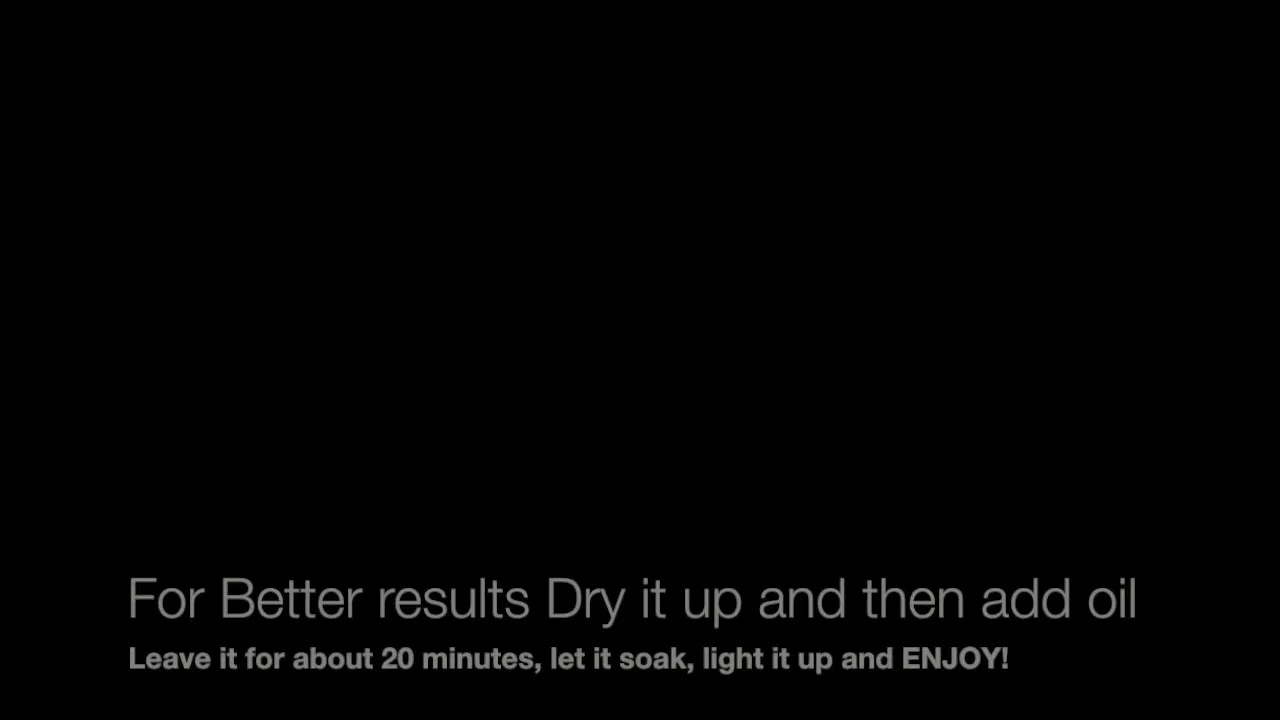 For Better results Dry it up and then add oil
Leave it for about 20 minutes, let it soak, light it up and ENJOY!